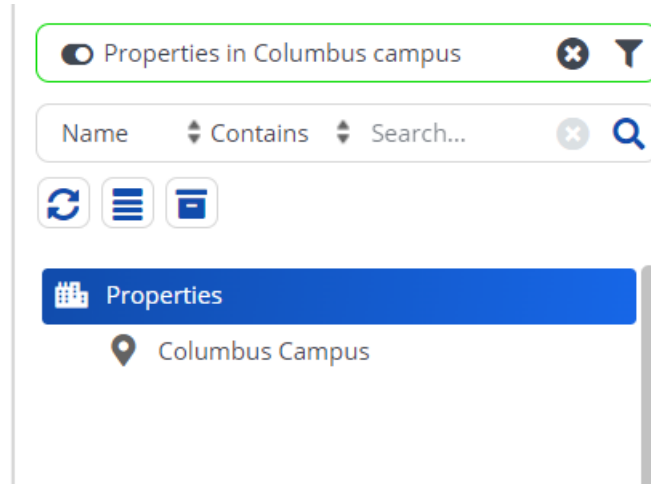 Properties in Columbus campus
Name Contains Search...
Properties
Columbus Campus